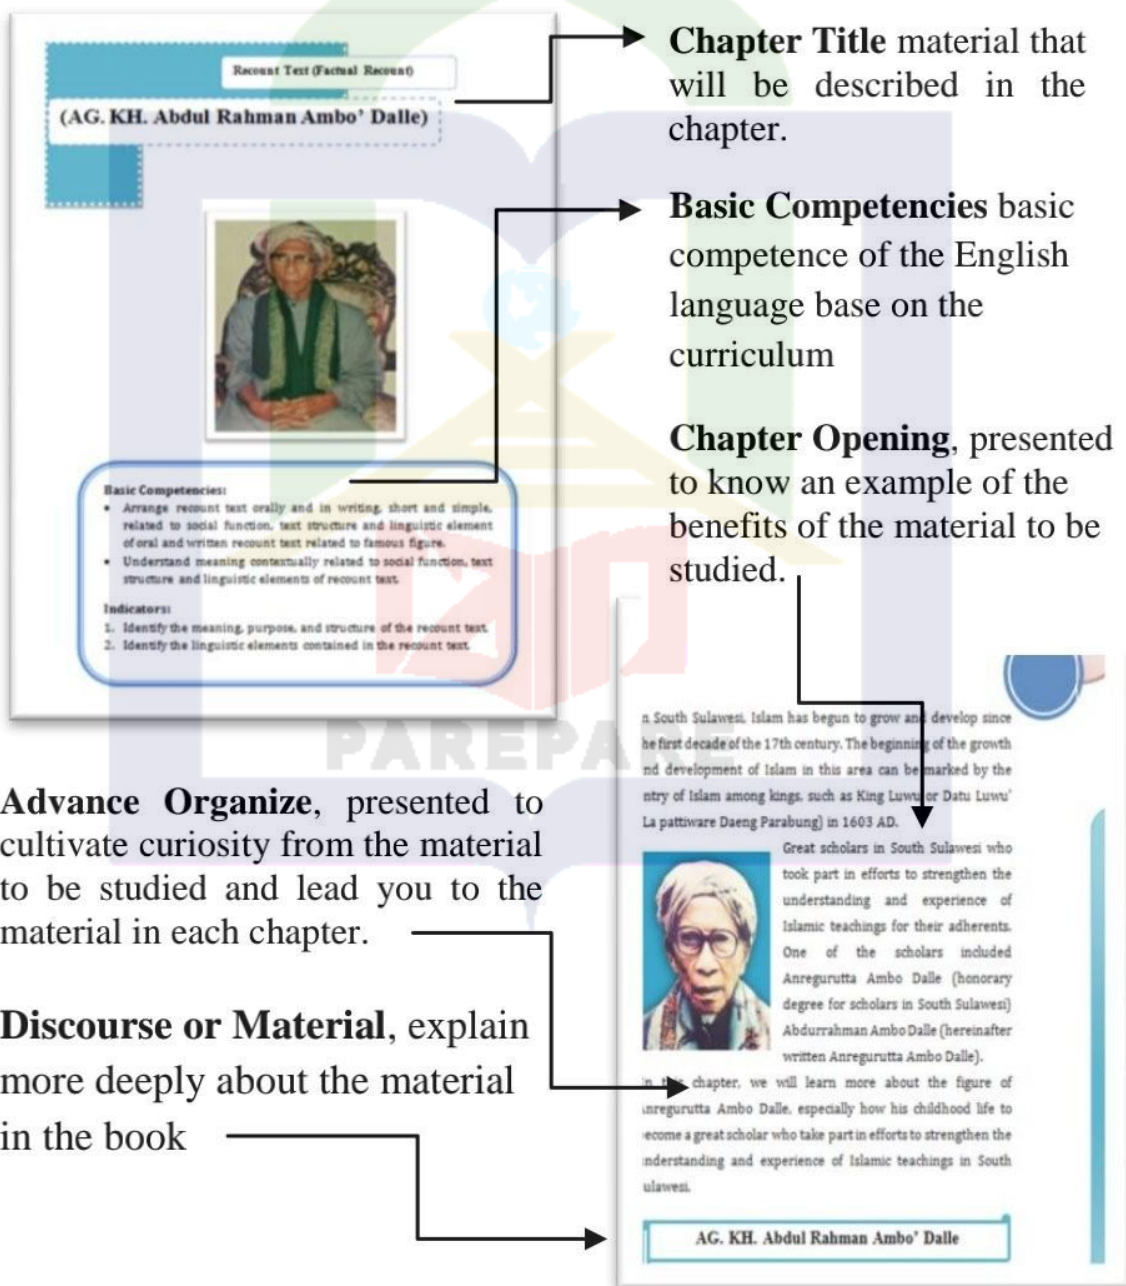 Recount Text (Factual Recount)
(AG. KH. Abdul Rahman Ambo’ Dalle)
Basic Competencies:
• Arrange recount text orally and in writing, short and simple,
related to social function, text structure and linguistic element
of oral and written recount text related to famous figure.
• Understand meaning contextually related to social function, text
structure and linguistic elements of recount text.
Indicators:
1. Identify the meaning, purpose, and structure of the recount text.
2. Identify the linguistic elements contained in the recount text.
Chapter Title material that
will be described in the
chapter.
Basic Competencies basic
competence of the English
language base on the
curriculum
Chapter Opening, presented
to know an example of the
benefits of the material to be
studied.
PAREPARE
Advance Organize, presented to
cultivate curiosity from the material
to be studied and lead you to the
material in each chapter.
Discourse or Material, explain
more deeply about the material
in the book
n South Sulawesi, Islam has begun to grow and develop since
he first decade of the 17th century. The beginning of the growth
nd development of Islam in this area can be marked by the
ntry of Islam among kings, such as King Luwu or Datu Luwu’
La pattiware Daeng Parabung) in 1603 AD.
Great scholars in South Sulawesi who
took part in efforts to strengthen the
understanding and experience of
Islamic teachings for their adherents.
One of the scholars included
Anregurutta Ambo Dalle (honorary
degree for scholars in South Sulawesi)
Abdurrahman Ambo Dalle (hereinafter
written Anregurutta Ambo Dalle).
n this chapter, we will learn more about the figure of
nregurutta Ambo Dalle, especially how his childhood life to
ecome a great scholar who take part in efforts to strengthen the
nderstanding and experience of Islamic teachings in South
ulawesi.
AG. KH. Abdul Rahman Ambo’ Dalle